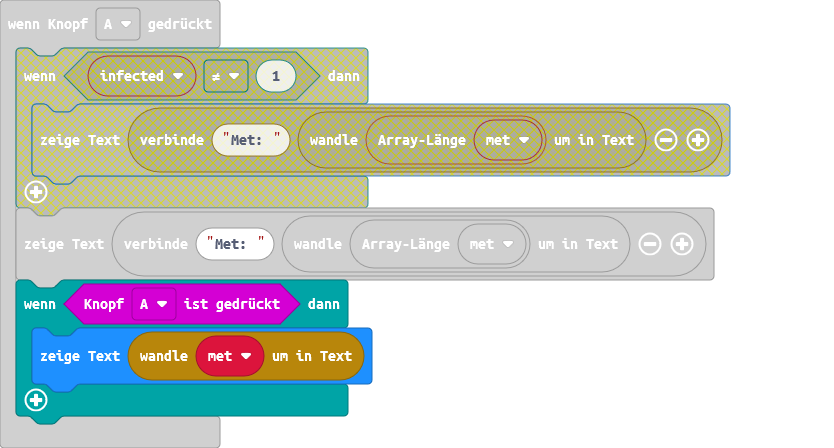 wenn Knopf A gedrückt
wenn infected ≠ 1 dann
zeige Text verbinde "Met: " wandle Array-Länge met um in Text
zeige Text verbinde "Met: " wandle Array-Länge met um in Text
wenn Knopf A ist gedrückt dann
zeige Text wandle met um in Text